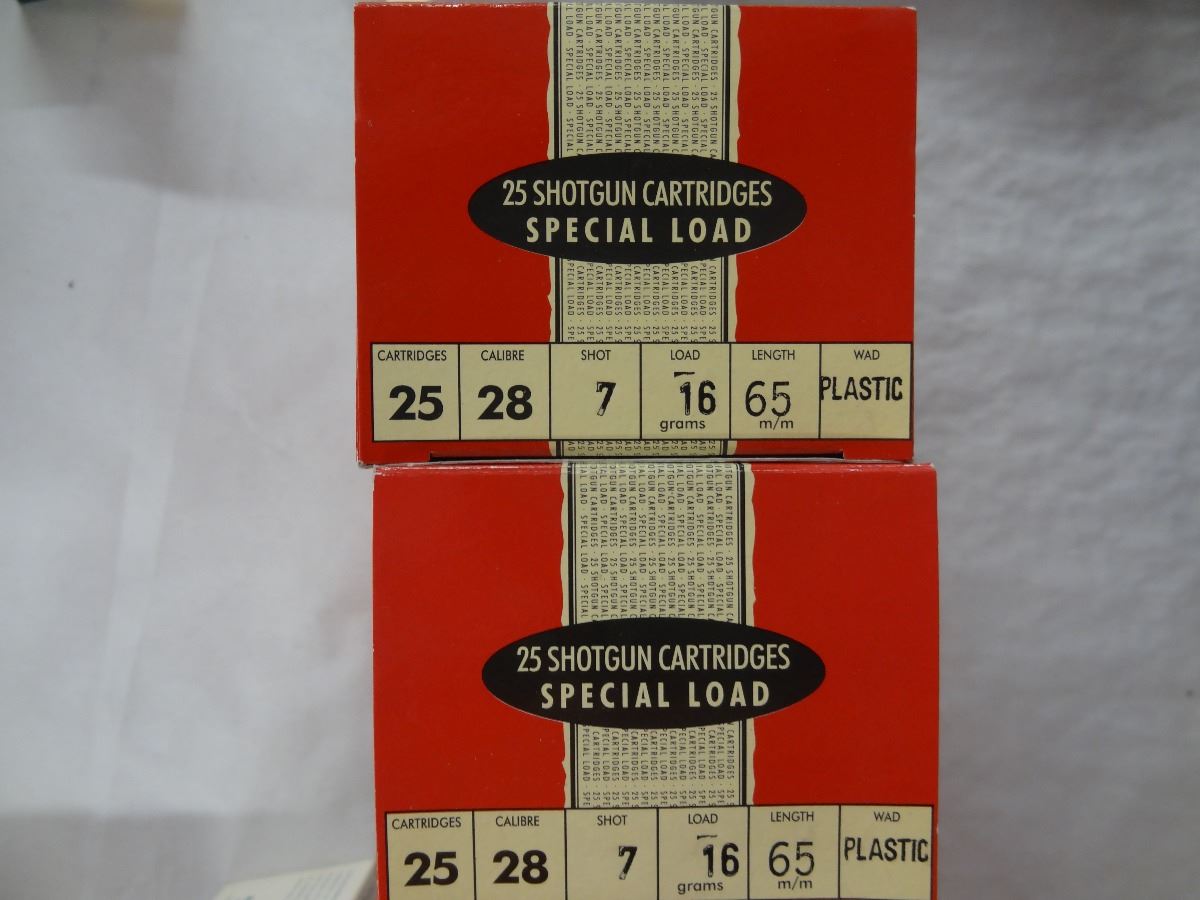 25 SHOTGUN CARTRIDGES
SPECIAL LOAD
CARTRIDGES CALIBRE SHOT LOAD LENGTH WAD
25 28 7 16 65 PLASTIC
grams m/m
25 SHOTGUN CARTRIDGES
SPECIAL LOAD
CARTRIDGES CALIBRE SHOT LOAD LENGTH WAD
25 28 7 16 65 PLASTIC
grams m/m